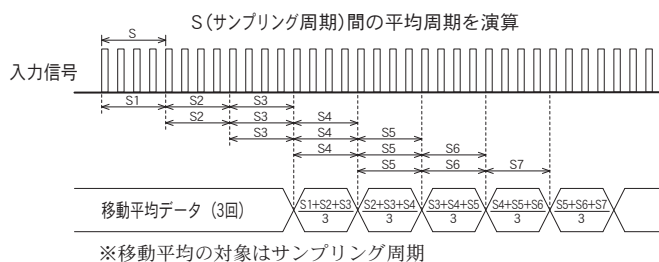 S(サンプリング周期)間の平均周期を演算
S
入力信号
S1 S2 S3
S2 S3 S4
S3 S4 S5
S4 S5 S6
S5 S6 S7
移動平均データ (3回) S1+S2+S3/3 S2+S3+S4/3 S3+S4+S5/3 S4+S5+S6/3 S5+S6+S7/3
※移動平均の対象はサンプリング周期